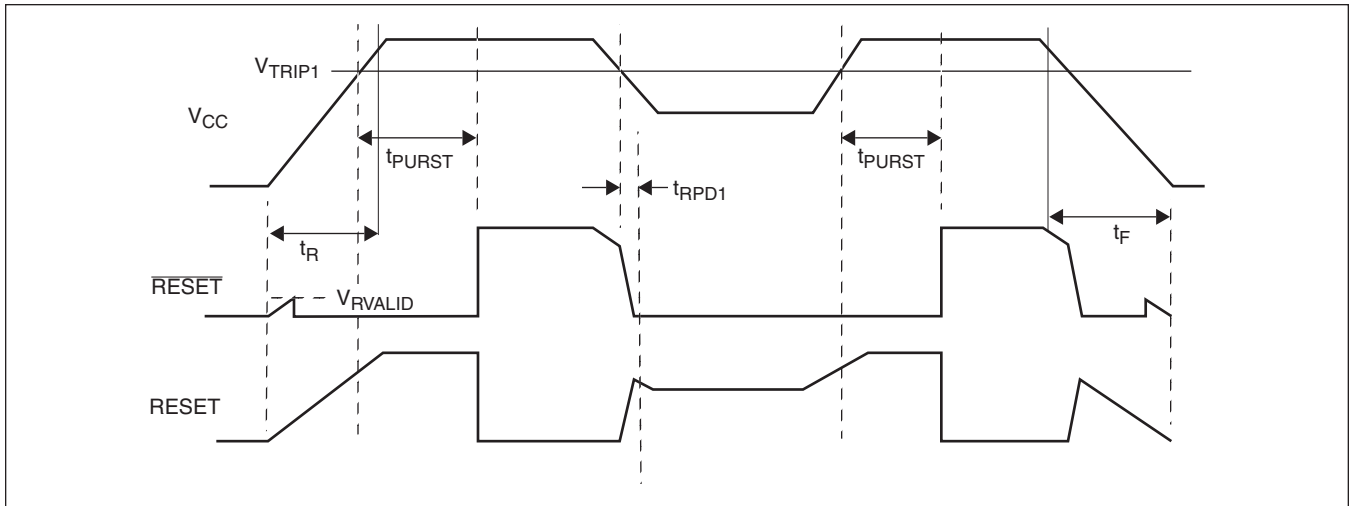 VTRIP1
VCC
tPURST
tPURST
tRPD1
tR
tF
RESET
VRVALID
RESET